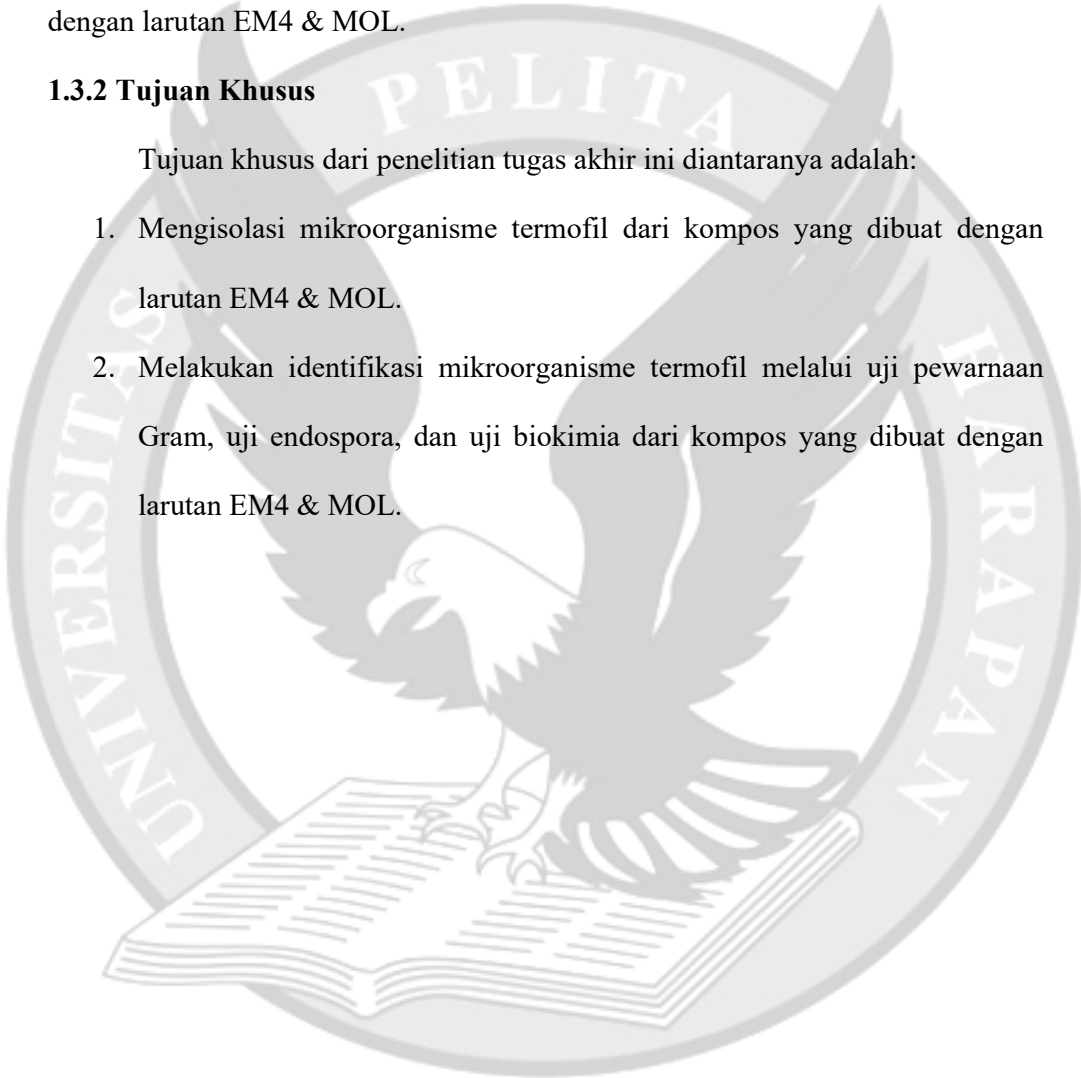 dengan larutan EM4 & MOL.
1.3.2 Tujuan Khusus
Tujuan khusus dari penelitian tugas akhir ini diantaranya adalah:
1. Mengisolasi mikroorganisme termofil dari kompos yang dibuat dengan
larutan EM4 & MOL.
2. Melakukan identifikasi mikroorganisme termofil melalui uji pewarnaan
Gram, uji endospora, dan uji biokimia dari kompos yang dibuat dengan
larutan EM4 & MOL.
UNIVERSITAS PELITA HARAPAN